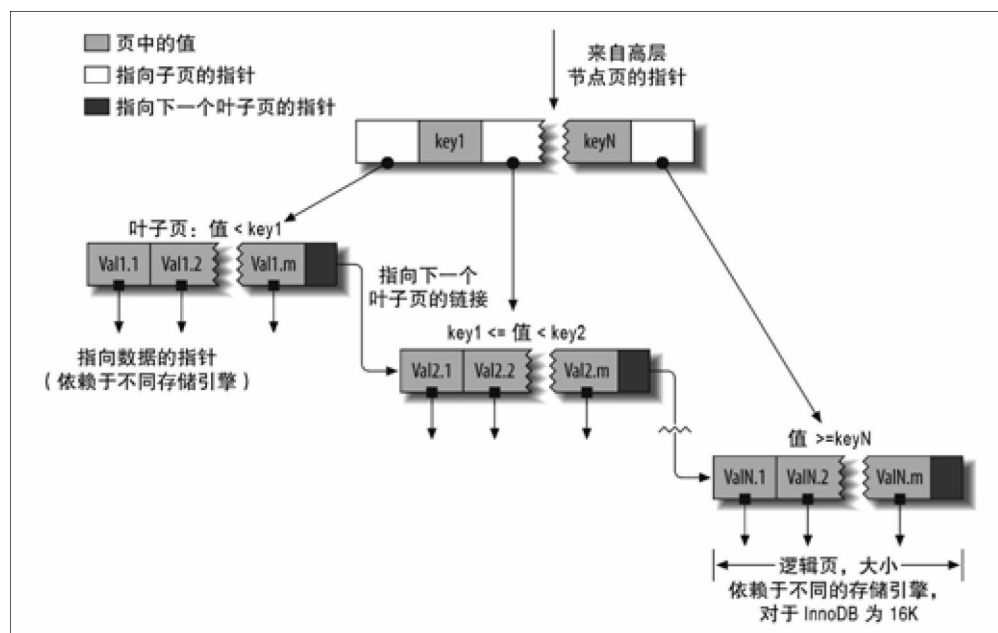 页中的值
指向子页的指针
指向下一个叶子页的指针
来自高层
节点页的指针
key1
keyN
叶子页：值 < key1
Val1.1
Val1.2
Val1.m
指向下一个
叶子页的链接
指向数据的指针
（依赖于不同存储引擎）
key1 <= 值 < key2
Val2.1
Val2.2
Val2.m
值 >=keyN
ValN.1
ValN.2
ValN.m
逻辑页，大小
依赖于不同的存储引擎，
对于 InnoDB 为 16K